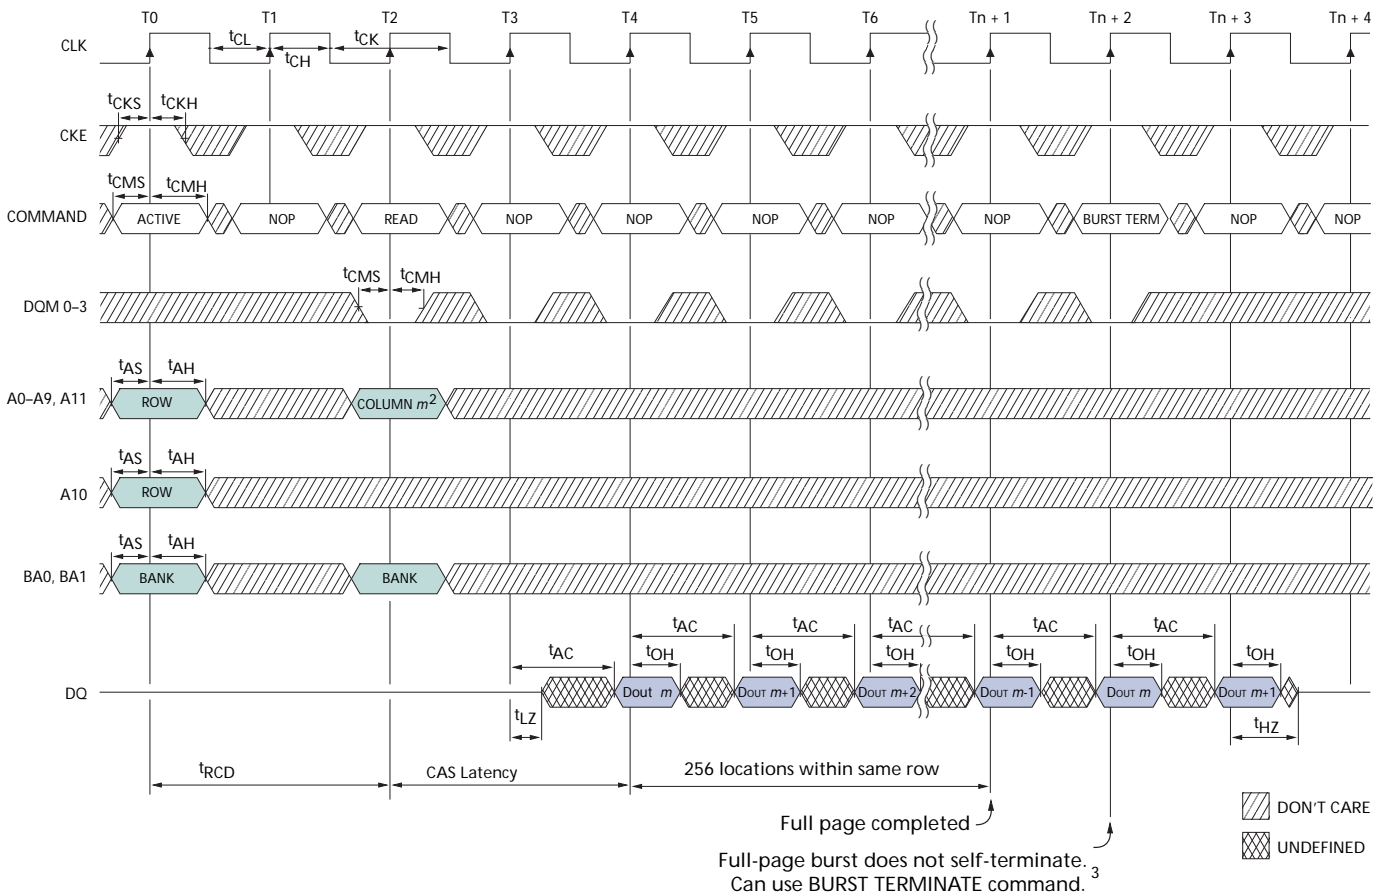 T0 T1 T2 T3 T4 T5 T6 Tn + 1 Tn + 2 Tn + 3 Tn + 4
CLK
tCL
tCK
tCH
tCKS tCKH
CKE
tCMS tCMH
COMMAND ACTIVE NOP READ NOP NOP NOP NOP NOP BURST TERM NOP NOP
tCMS tCMH
DQM 0–3
tAS tAH
A0–A9, A11 ROW COLUMN m2
tAS tAH
A10 ROW
tAS tAH
BA0, BA1 BANK BANK
tAC tAC tAC tAC tAC tAC
tOH tOH tOH tOH tOH tOH
DQ Dout m DOUT m+1 DOUT m+2 DOUT m-1 DOUT m DOUT m+1
tLZ tHZ
tRCD CAS Latency 256 locations within same row
Full page completed
Full-page burst does not self-terminate. 3
Can use BURST TERMINATE command.
DON'T CARE
UNDEFINED